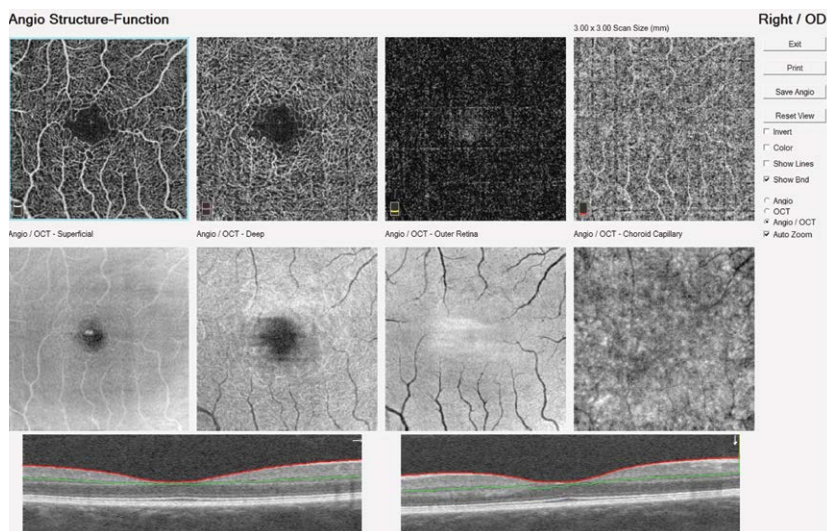 Angio Structure-Function
3.00 x 3.00 Scan Size (mm)
Right / OD
Exit
Print
Save Angio
Reset View
Invert
Color
Show Lines
Show Bnd
Angio
OCT
Angio / OCT
Auto Zoom
Angio / OCT - Superficial
Angio / OCT - Deep
Angio / OCT - Outer Retina
Angio / OCT - Choroid Capillary